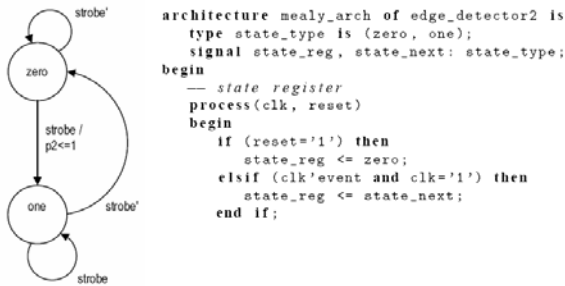 strobe'
zero
strobe /
p2<=1
one
strobe'
strobe
architecture mealy_arch of edge_detector2 is
type state_type is (zero, one);
signal state_reg, state_next: state_type;
begin
— state register
process(clk, reset)
begin
if (reset='1') then
state_reg <= zero;
elsif (clk'event and clk='1') then
state_reg <= state_next;
end if;